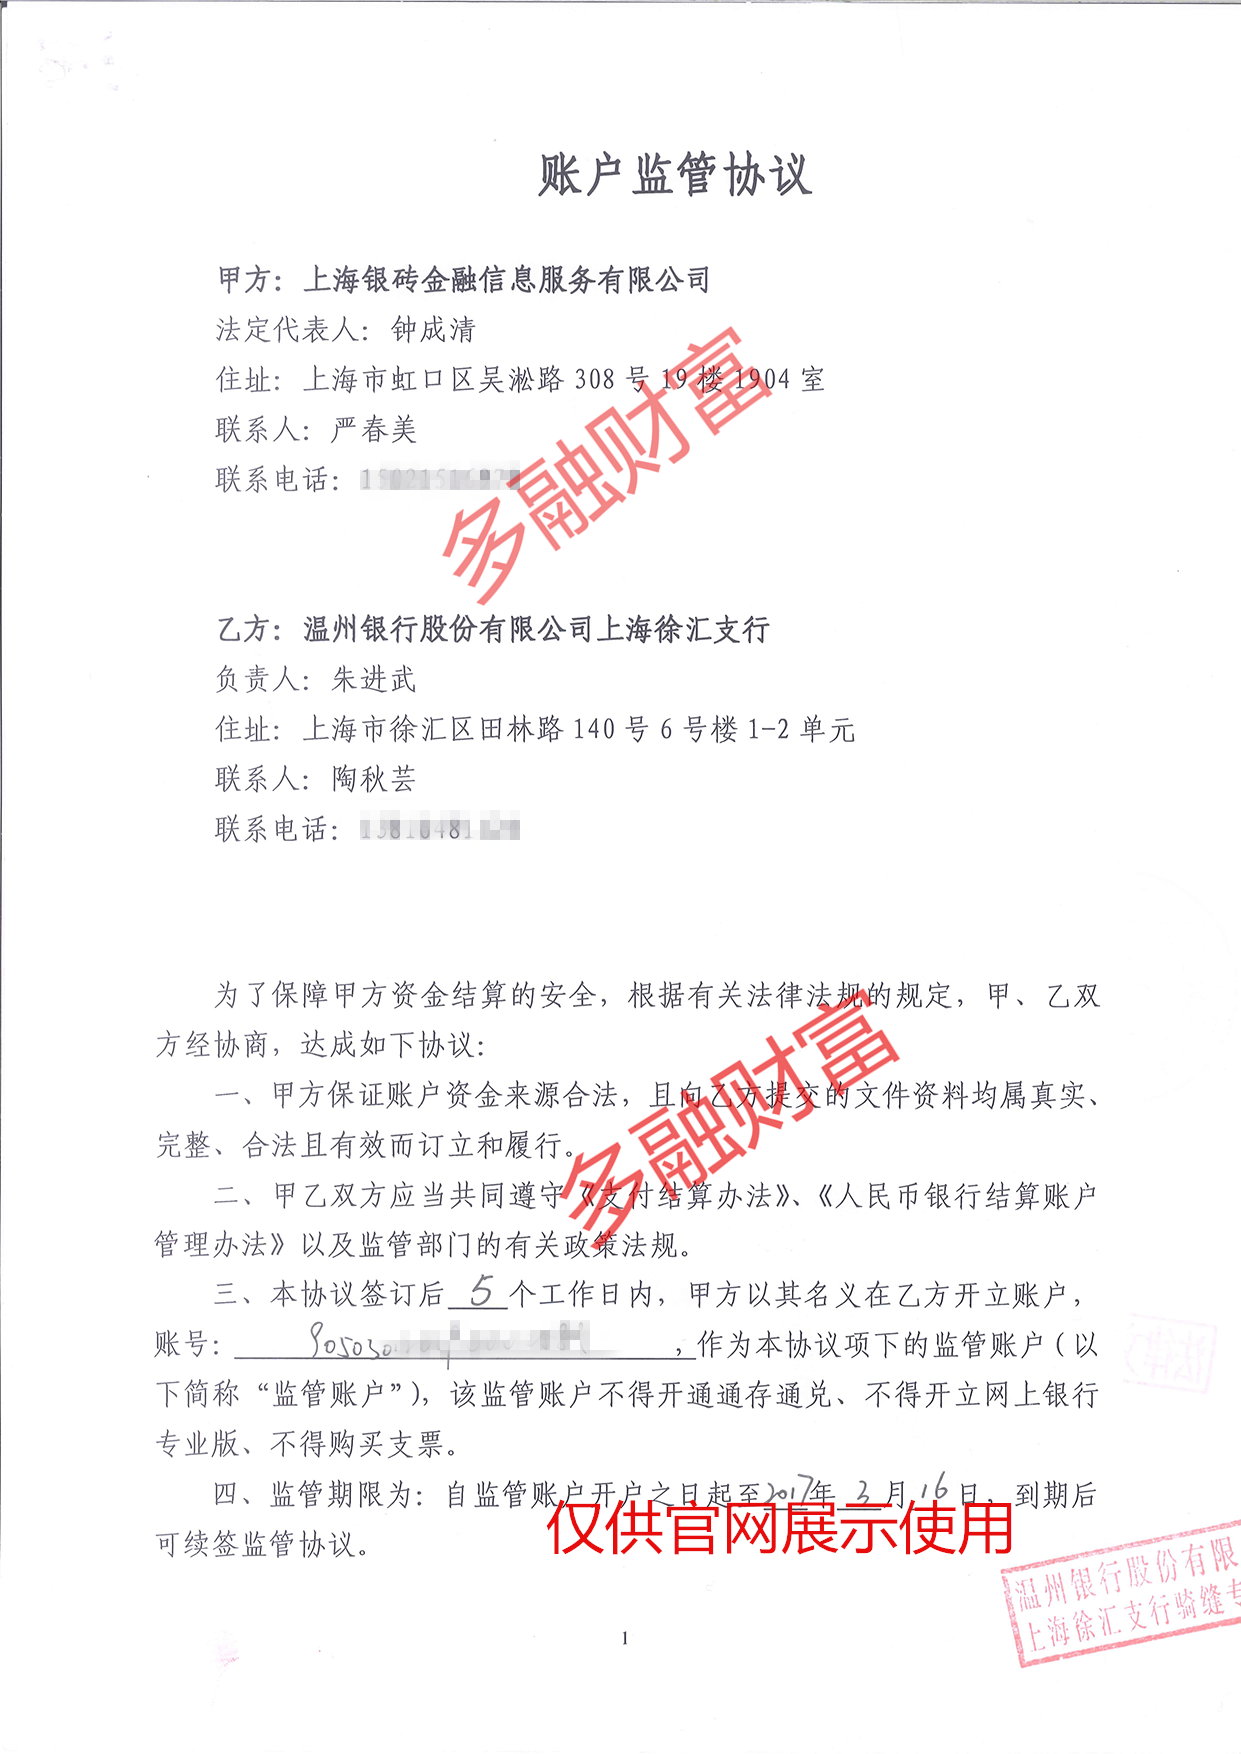 账户监管协议
甲方：上海银砖金融信息服务有限公司
法定代表人：钟成清
住址：上海市虹口区吴淞路308号19楼1904室
联系人：严春美
联系电话：
多融财富
乙方：温州银行股份有限公司上海徐汇支行
负责人：朱进武
住址：上海市徐汇区田林路140号6号楼1-2单元
联系人：陶秋芸
联系电话：
为了保障甲方资金结算的安全，根据有关法律法规的规定，甲、乙双
方经协商，达成如下协议：
一、甲方保证账户资金来源合法，且向乙方提交的文件资料均属真实、
完整、合法且有效而订立和履行。
多融财富
二、甲乙双方应当共同遵守《支付结算办法》、《人民币银行结算账户
管理办法》以及监管部门的有关政策法规。
三、本协议签订后5个工作日内，甲方以其名义在乙方开立账户，
账号：，作为本协议项下的监管账户（以
下简称“监管账户”），该监管账户不得开通通存通兑、不得开立网上银行
专业版、不得购买支票。
四、监管期限为：自监管账户开户之日起至2017年3月16日，到期后
可续签监管协议。
仅供官网展示使用
温州银行股份有限
上海徐汇支行骑缝专
1